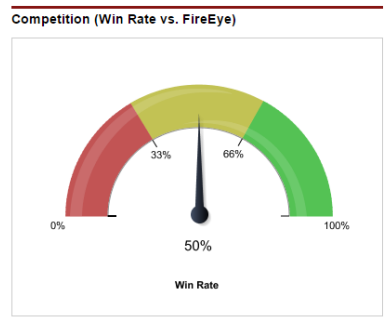 Competition (Win Rate vs. FireEye)
33%
66%
0%
100%
50%
Win Rate